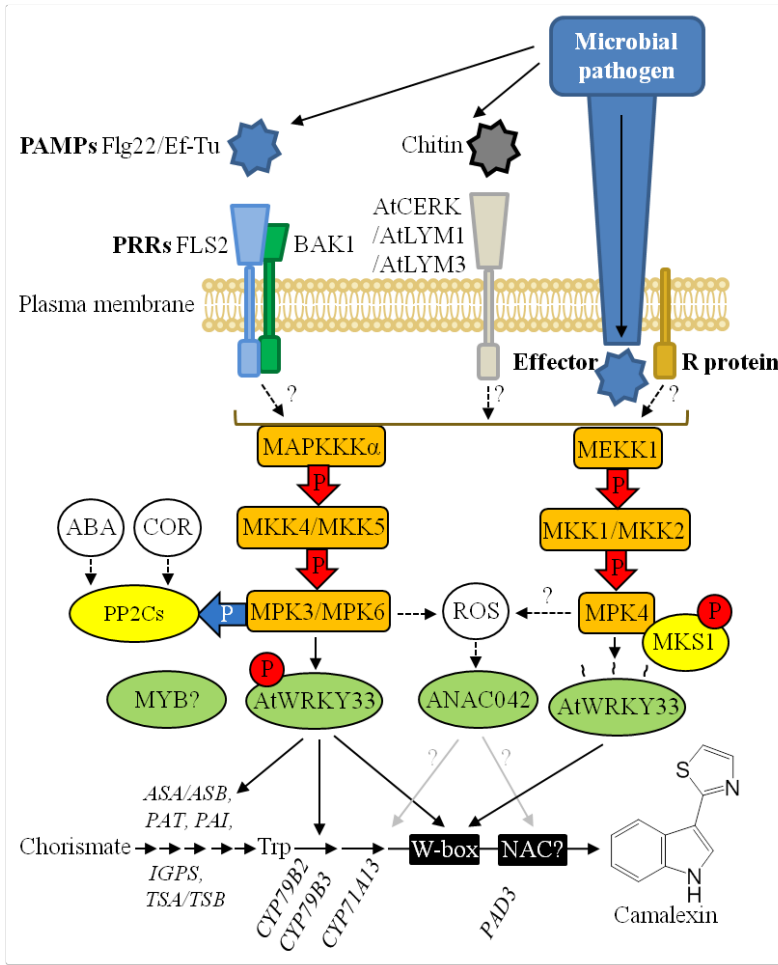 Microbial
pathogen
PAMPs Flg22/Ef-Tu
Chitin
AtCERK
/AtLYM1
/AtLYM3
PRRs FLS2
BAK1
Plasma membrane
Effector
R protein
?
?
?
MAPKKKα
MEKK1
P
P
ABA
COR
MKK4/MKK5
MKK1/MKK2
P
P
PP2Cs
P
MPK3/MPK6
ROS
?
MPK4
P
MKS1
P
MYB?
AtWRKY33
ANAC042
AtWRKY33
?
?
ASA/ASB,
PAT, PAI,
Chorismate
Trp
W-box
NAC?
IGPS,
TSA/TSB
CYP79B2
CYP79B3
CYP71A13
PAD3
S
N
N
H
Camalexin